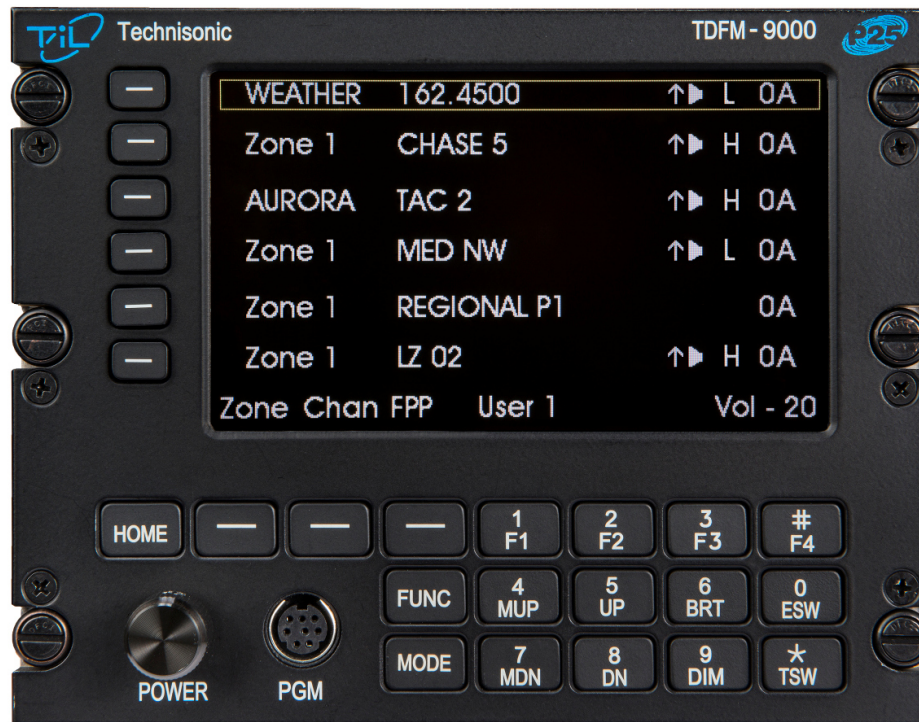 TiL Technisonic TDFM - 9000 P25
WEATHER 162.4500 ↑ L 0A
Zone 1 CHASE 5 ↑ H 0A
AURORA TAC 2 ↑ H 0A
Zone 1 MED NW ↑ L 0A
Zone 1 REGIONAL P1 0A
Zone 1 LZ 02 ↑ H 0A
Zone Chan FPP User 1 Vol - 20
HOME 1 2 3 #
F1 F2 F3 F4
FUNC 4 5 6 0
MUP UP BRT ESW
MODE 7 8 9 *
MDN DN DIM TSW
POWER PGM